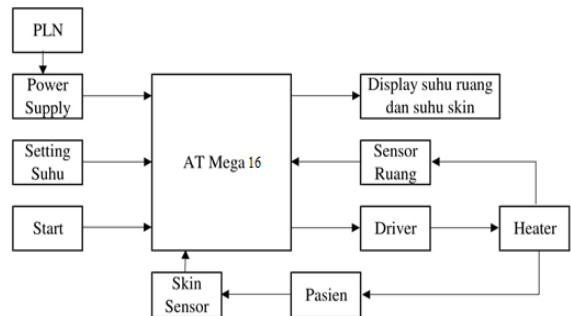 PLN
Power
Supply
Display suhu ruang
dan suhu skin
Setting
Suhu
AT Mega 16
Sensor
Ruang
Start
Driver
Heater
Skin
Sensor
Pasien